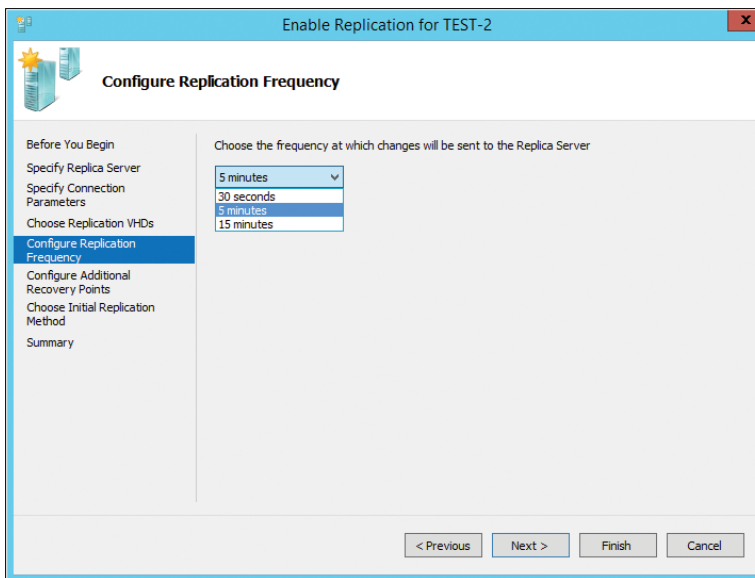 Enable Replication for TEST-2
x
Configure Replication Frequency
Before You Begin
Specify Replica Server
Specify Connection
Parameters
Choose Replication VHDs
Configure Replication
Frequency
Configure Additional
Recovery Points
Choose Initial Replication
Method
Summary
Choose the frequency at which changes will be sent to the Replica Server
5 minutes
30 seconds
5 minutes
15 minutes
< Previous
Next >
Finish
Cancel